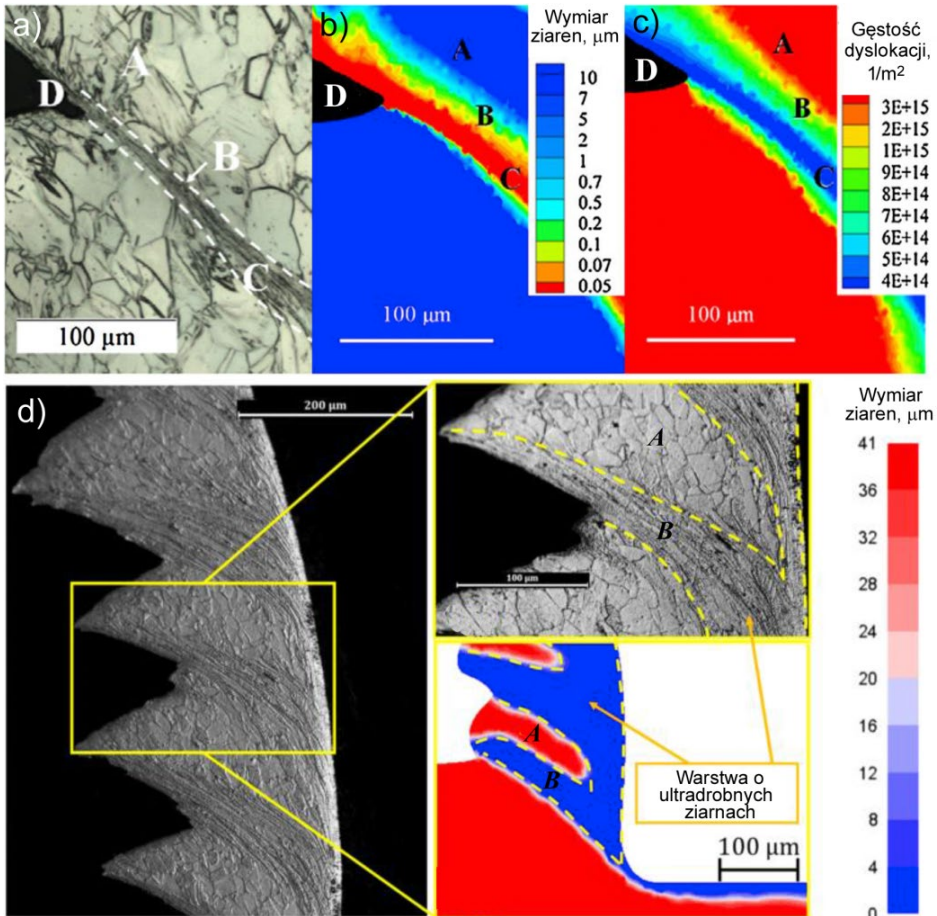 a)
A
D
B
C
100 µm
b)
A
D
B
C
100 µm
Wymiar
ziaren, µm
10
7
5
2
1
0.7
0.5
0.2
0.1
0.07
0.05
c)
A
D
B
C
100 µm
Gęstość
dyslokacji,
1/m²
3E+15
2E+15
1E+15
9E+14
8E+14
7E+14
6E+14
5E+14
4E+14
d)
200 µm
A
B
100 µm
A
B
Warstwa o
ultradrobnych
ziarnach
100 µm
Wymiar
ziaren, µm
41
36
32
28
24
20
16
12
8
4
0